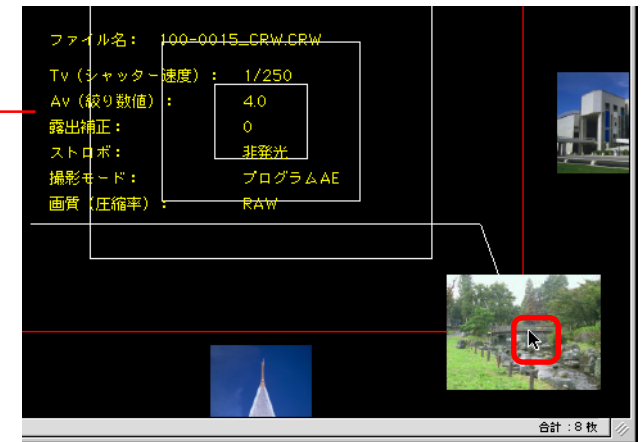 ファイル名： 100-0015_CRW.CRW
Tv（シャッター速度）： 1/250
Av（絞り数値）： 4.0
露出補正： 0
ストロボ： 非発光
撮影モード： プログラムAE
画質（圧縮率）： RAW
合計：8枚